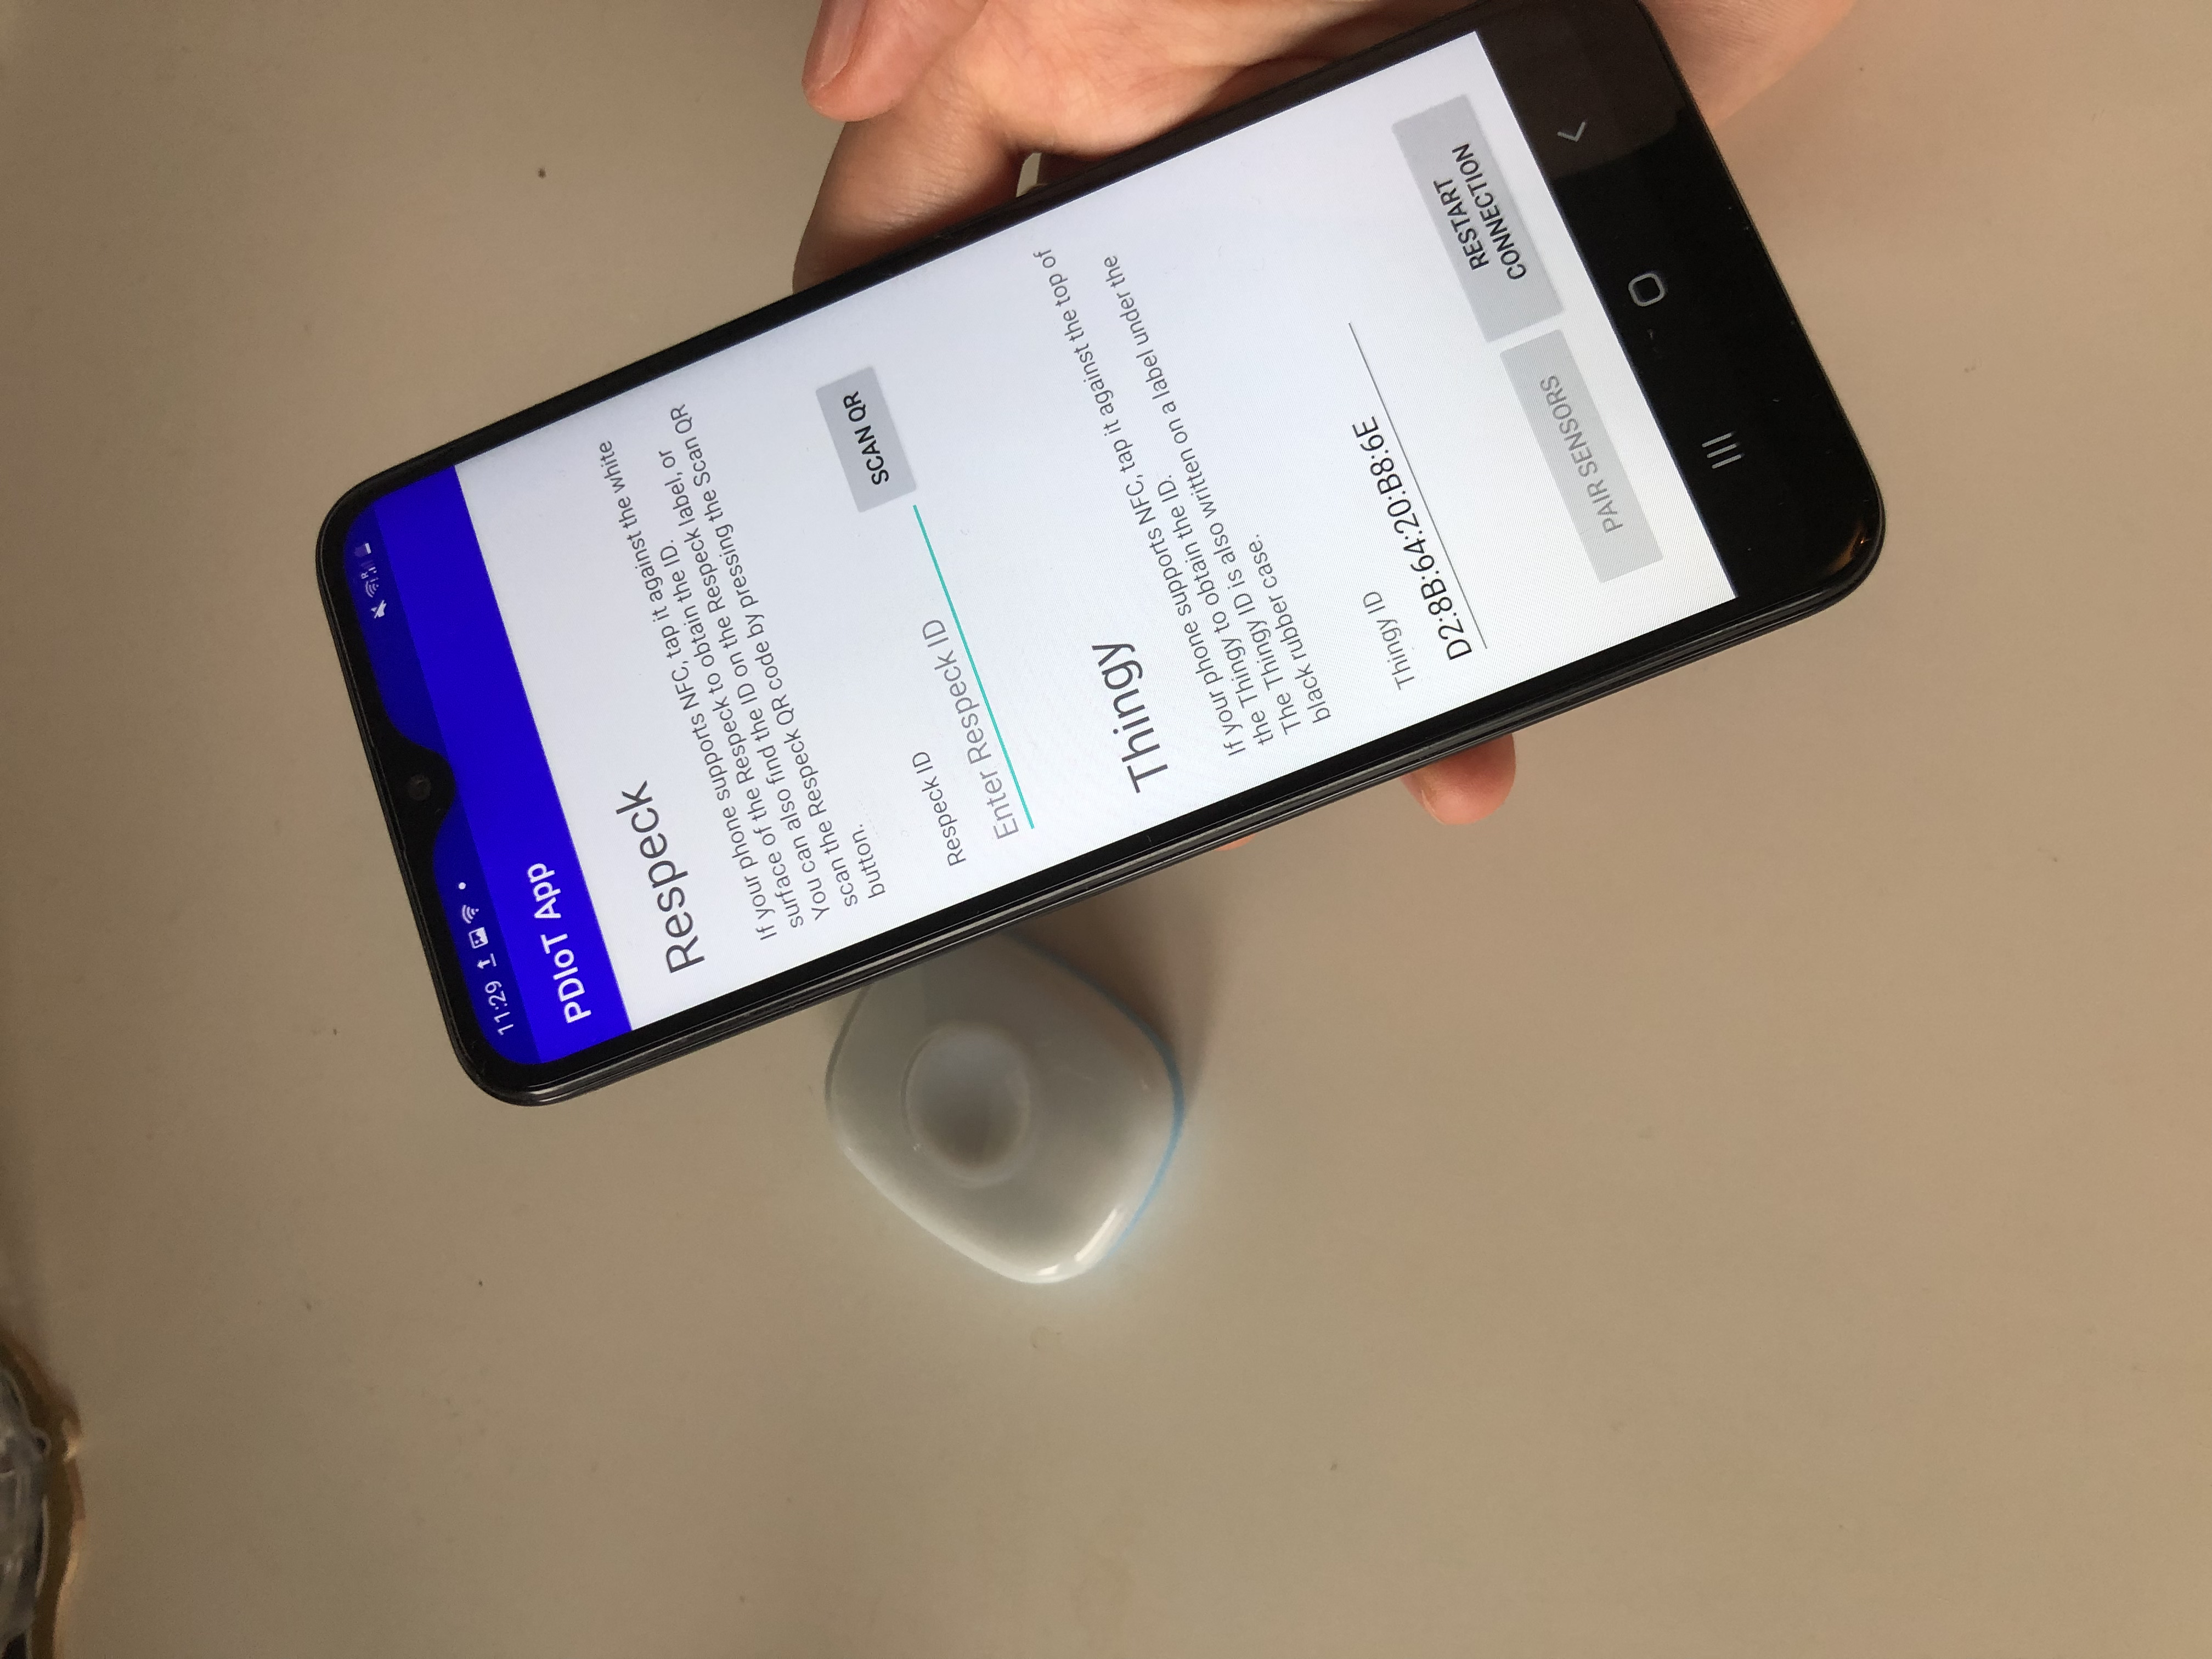 11:29
PDIoT App
Respeck
If your phone supports NFC, tap it against the white
surface of the Respeck to obtain the ID.
You can also find the ID on the Respeck label, or
scan the Respeck QR code by pressing the Scan QR
button.
Respeck ID
Enter Respeck ID
SCAN QR
Thingy
If your phone supports NFC, tap it against the top of
the Thingy to obtain the ID.
The Thingy ID is also written on a label under the
black rubber case.
Thingy ID
D2:8B:64:20:B8:6E
PAIR SENSORS
RESTART
CONNECTION